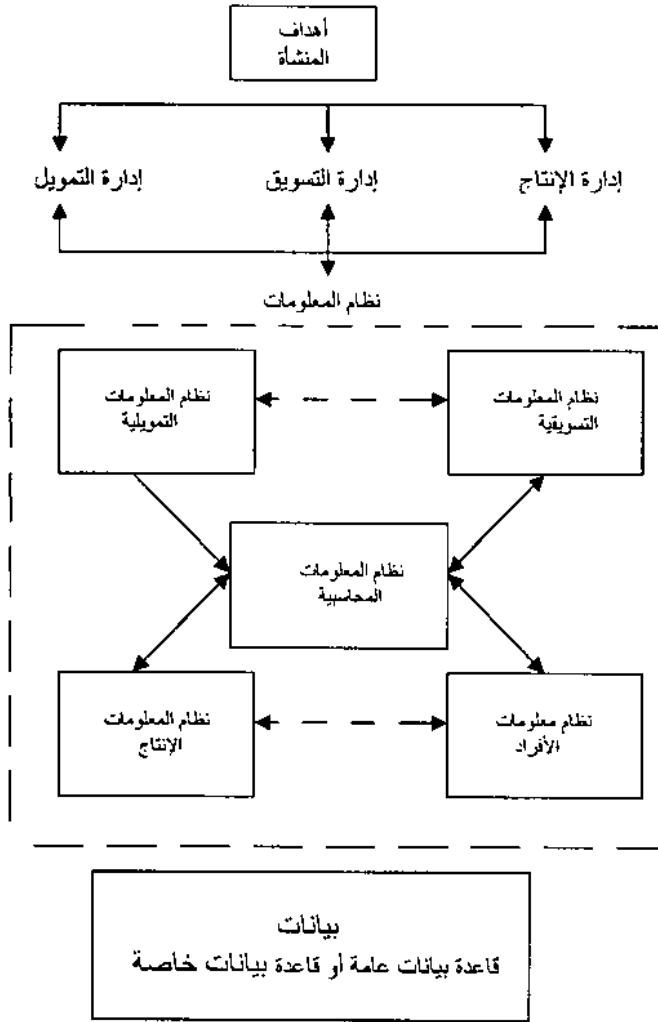 أهداف
المنشأة
إدارة الإنتاج
إدارة التسويق
إدارة التمويل
نظام المعلومات
نظام المعلومات
التسويقية
نظام المعلومات
التمويلية
نظام المعلومات
المحاسبية
نظام معلومات
الأفراد
نظام المعلومات
الإنتاج
بيانات
قاعدة بيانات عامة أو قاعدة بيانات خاصة